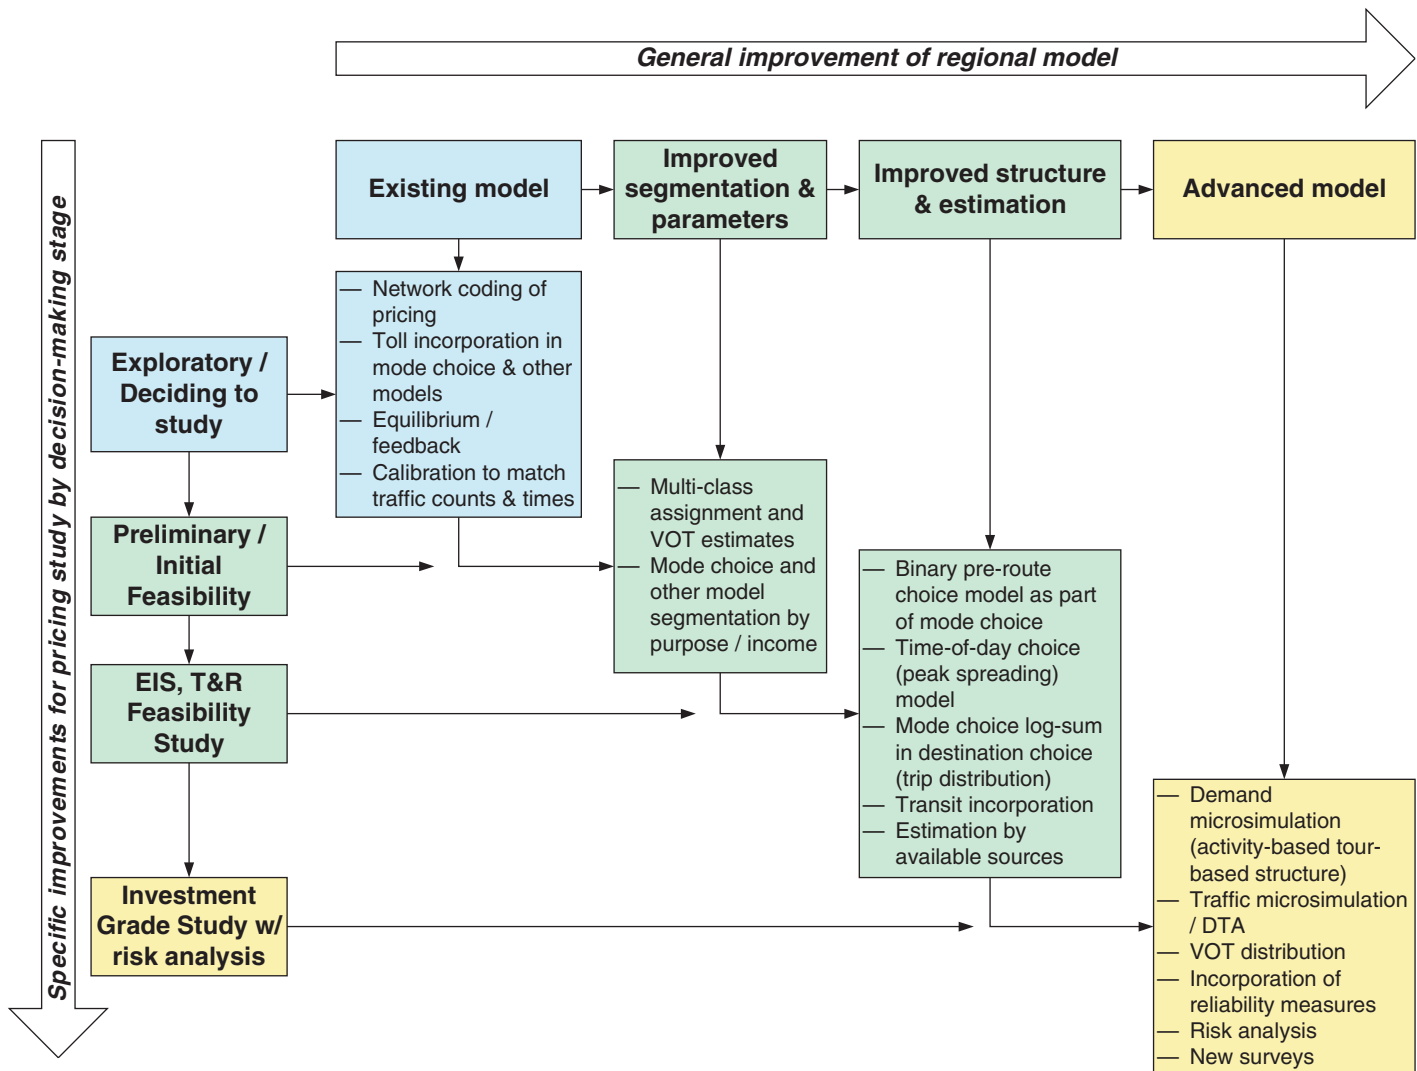 General improvement of regional model
Specific improvements for pricing study by decision-making stage
Existing model
Improved
segmentation &
parameters
Improved structure
& estimation
Advanced model
Exploratory /
Deciding to
study
— Network coding of
pricing
— Toll incorporation in
mode choice & other
models
— Equilibrium /
feedback
— Calibration to match
traffic counts & times
Preliminary /
Initial
Feasibility
— Multi-class
assignment and
VOT estimates
— Mode choice and
other model
segmentation by
purpose / income
EIS, T&R
Feasibility
Study
— Binary pre-route
choice model as part
of mode choice
— Time-of-day choice
(peak spreading)
model
— Mode choice log-sum
in destination choice
(trip distribution)
— Transit incorporation
— Estimation by
available sources
Investment
Grade Study w/
risk analysis
— Demand
microsimulation
(activity-based tour-
based structure)
— Traffic microsimulation
/ DTA
— VOT distribution
— Incorporation of
reliability measures
— Risk analysis
— New surveys